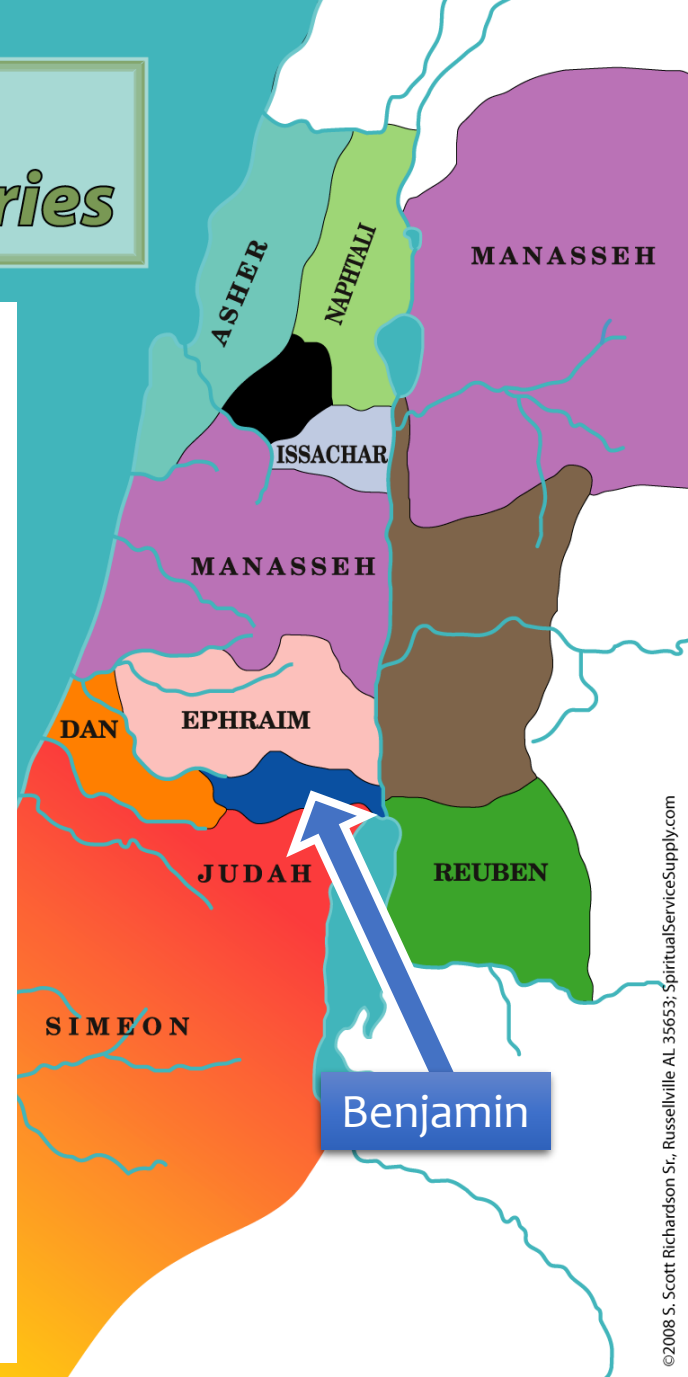 ries
ASHER
NAPHTALI
MANASSEH
ISSACHAR
MANASSEH
DAN
EPHRAIM
JUDAH
REUBEN
SIMEON
Benjamin
©2008 S. Scott Richardson Sr., Russellville AL 35653; SpiritualServiceSupply.com